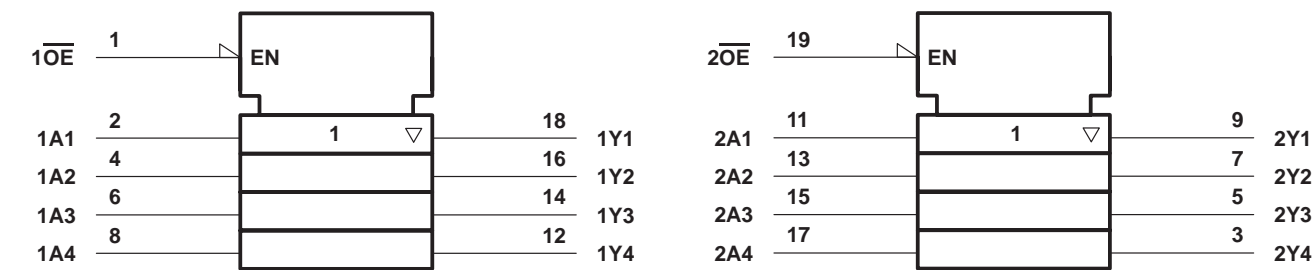 1O̅E̅ 1 EN
1A1 2 1 ▽ 18 1Y1
1A2 4 16 1Y2
1A3 6 14 1Y3
1A4 8 12 1Y4
2O̅E̅ 19 EN
2A1 11 1 ▽ 9 2Y1
2A2 13 7 2Y2
2A3 15 5 2Y3
2A4 17 3 2Y4